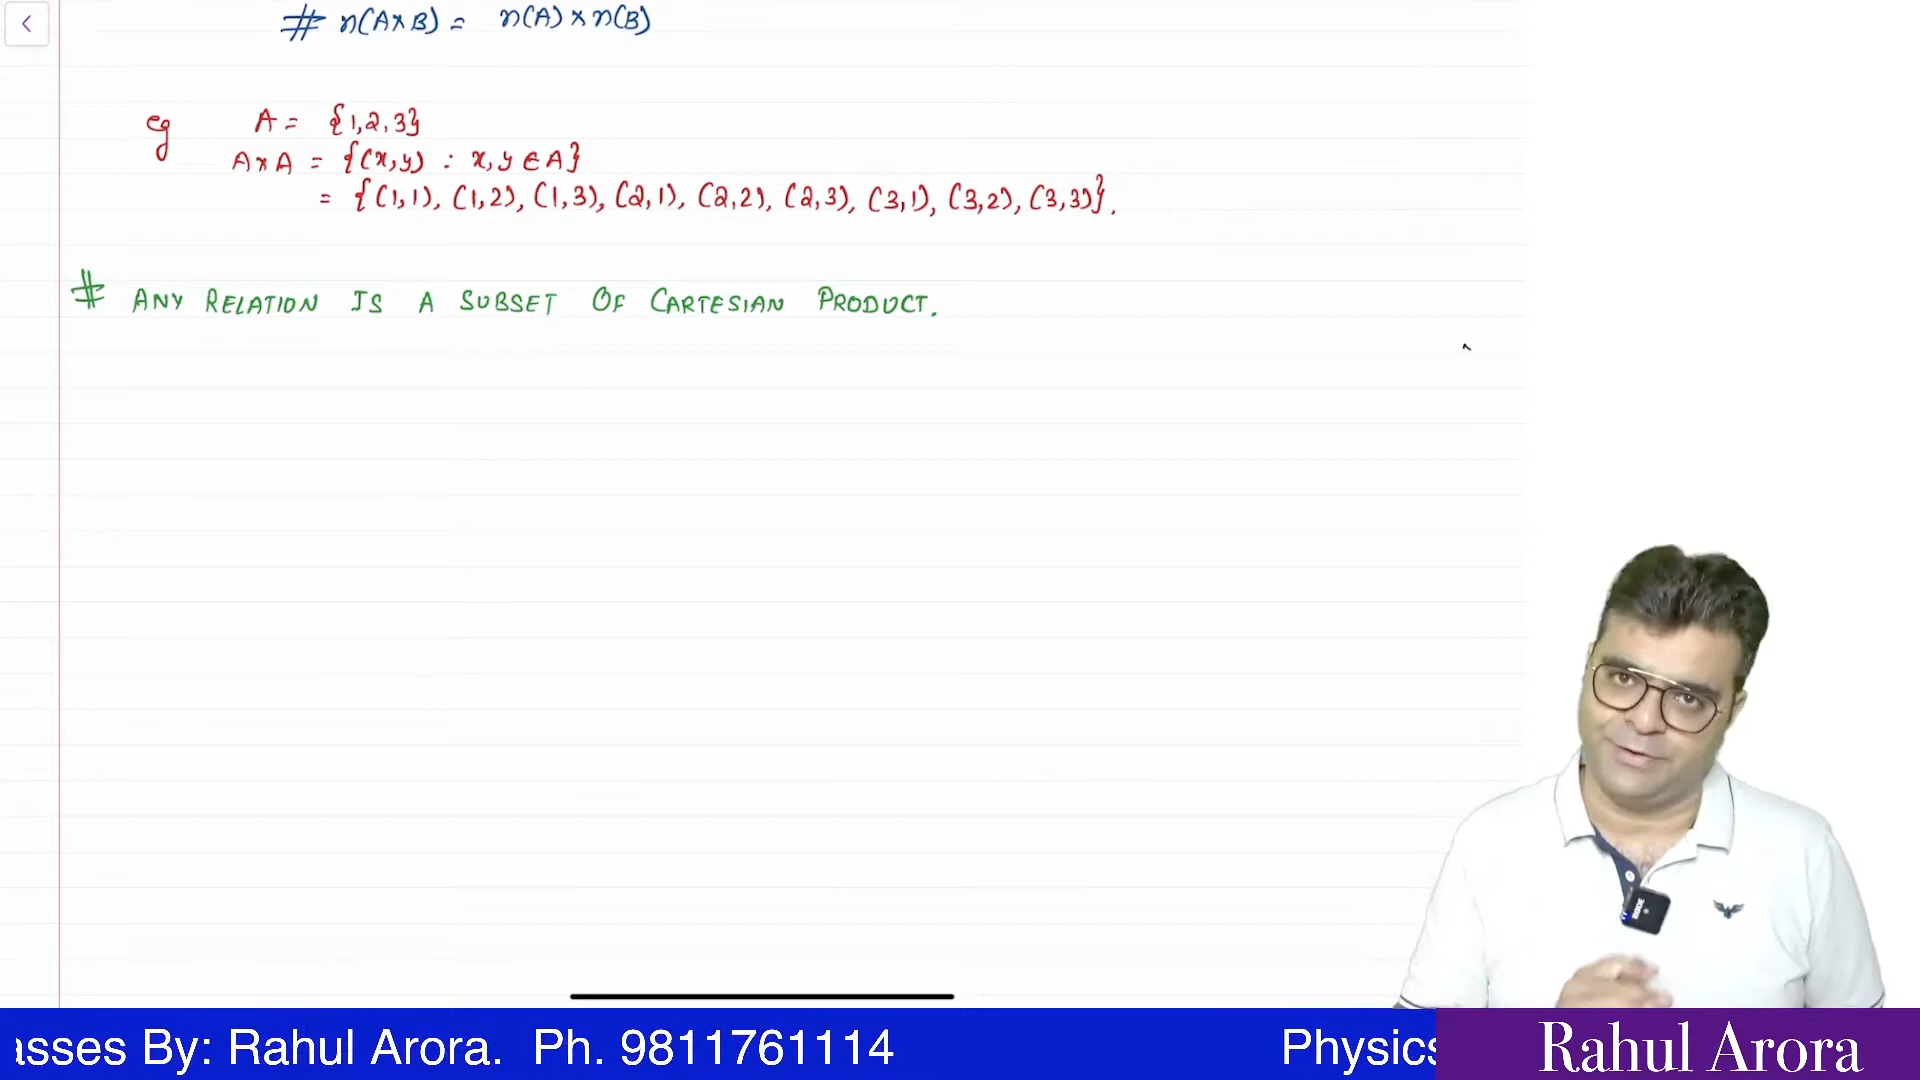 # n(A×B) = n(A) × n(B)
eg A = {1,2,3}
A×A = {(x,y) : x,y ∈ A}
= {(1,1), (1,2), (1,3), (2,1), (2,2), (2,3), (3,1), (3,2), (3,3)}.
# ANY RELATION IS A SUBSET OF CARTESIAN PRODUCT.
asses By: Rahul Arora. Ph. 9811761114 Physics
Rahul Arora